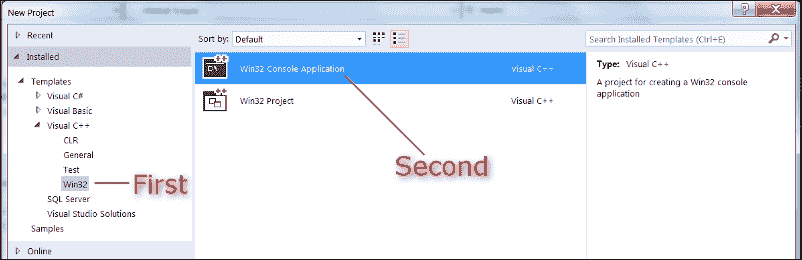 New Project
Recent
Installed
Templates
Visual C#
Visual Basic
Visual C++
CLR
General
Test
Win32
SQL Server
Visual Studio Solutions
Samples
Online
Sort by: Default
Win32 Console Application Visual C++
Win32 Project Visual C++
First
Second
Search Installed Templates (Ctrl+E)
Type: Visual C++
A project for creating a Win32 console
application